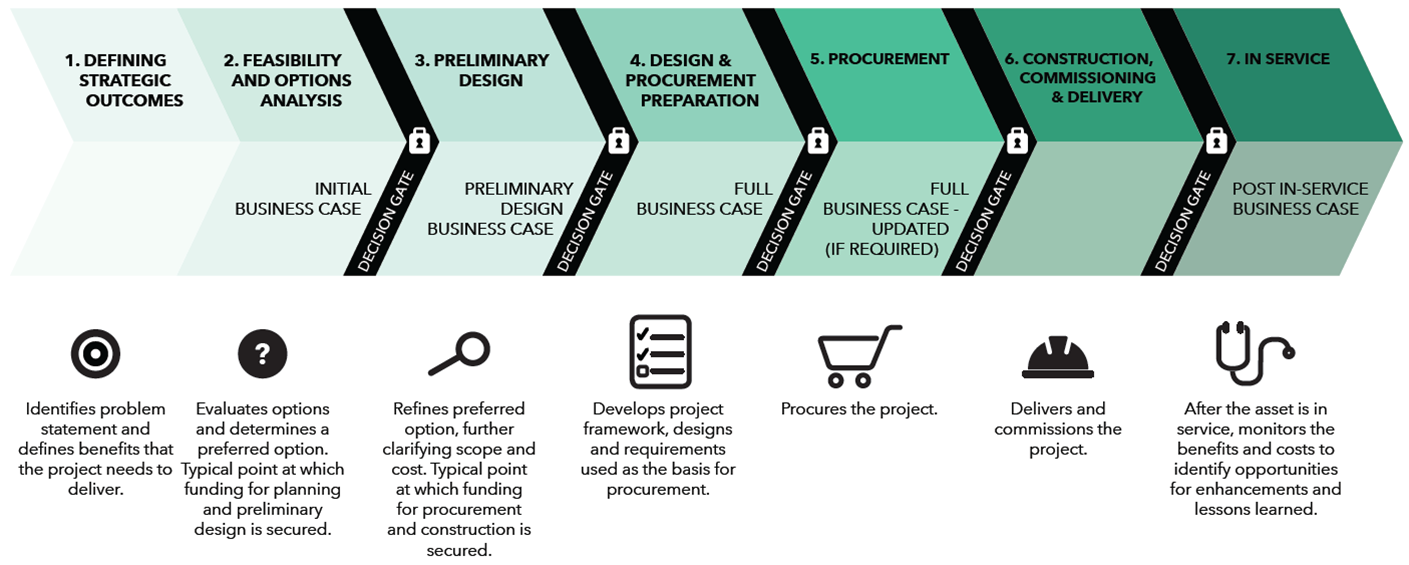 1. DEFINING
STRATEGIC
OUTCOMES
2. FEASIBILITY
AND OPTIONS
ANALYSIS
3. PRELIMINARY
DESIGN
4. DESIGN &
PROCUREMENT
PREPARATION
5. PROCUREMENT
6. CONSTRUCTION,
COMMISSIONING
& DELIVERY
7. IN SERVICE
INITIAL
BUSINESS CASE
DECISION GATE
PRELIMINARY
DESIGN
BUSINESS CASE
DECISION GATE
FULL
BUSINESS CASE
DECISION GATE
FULL
BUSINESS CASE -
UPDATED
(IF REQUIRED)
DECISION GATE
DECISION GATE
POST IN-SERVICE
BUSINESS CASE
?
Identifies problem
statement and
defines benefits that
the project needs to
deliver.
Evaluates options
and determines a
preferred option.
Typical point at which
funding for planning
and preliminary
design is secured.
Refines preferred
option, further
clarifying scope and
cost. Typical point
at which funding
for procurement
and construction is
secured.
Develops project
framework, designs
and requirements
used as the basis for
procurement.
Procures the project.
Delivers and
commissions the
project.
After the asset is in
service, monitors the
benefits and costs to
identify opportunities
for enhancements and
lessons learned.